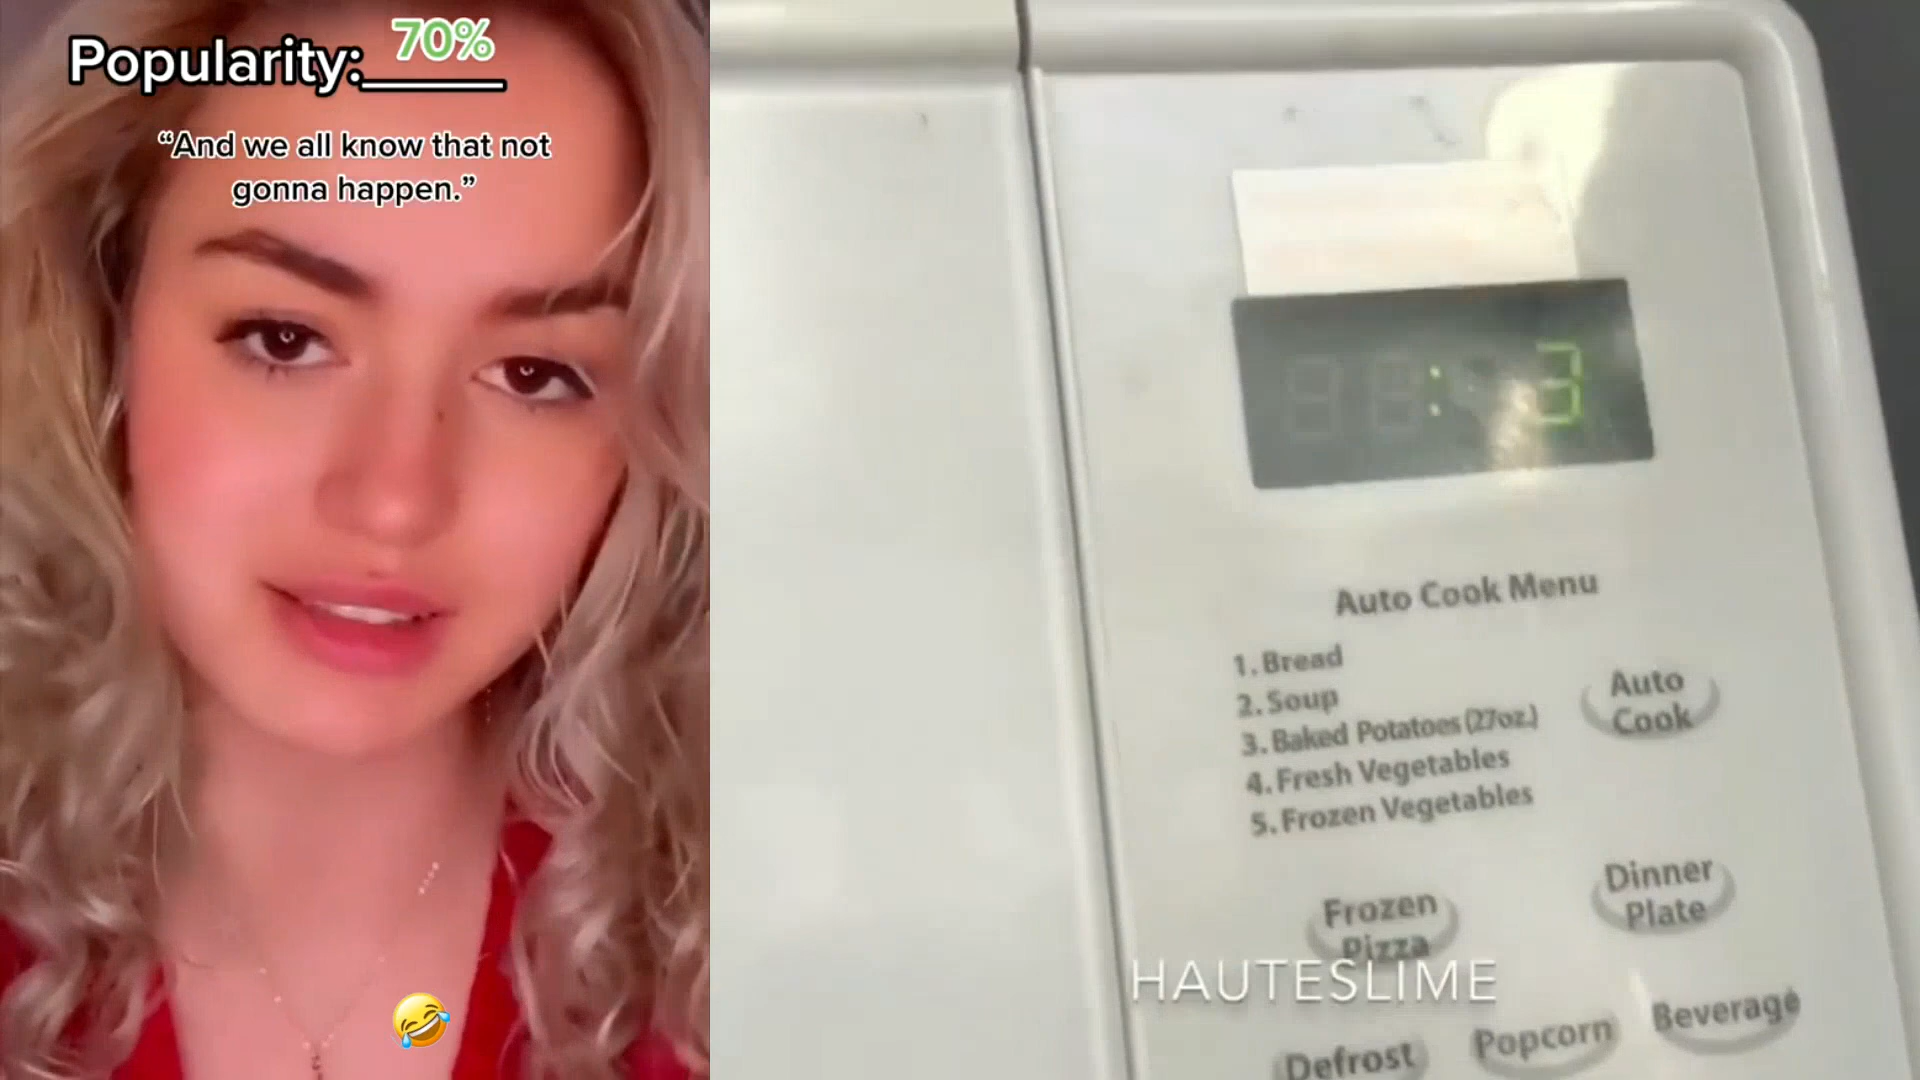 Popularity: 70%
“And we all know that not
gonna happen.”
:3
Auto Cook Menu
1. Bread
2. Soup
3. Baked Potatoes (27oz.)
4. Fresh Vegetables
5. Frozen Vegetables
Auto
Cook
Frozen
Pizza
Dinner
Plate
HAUTESLIME
Defrost
Popcorn
Beverage